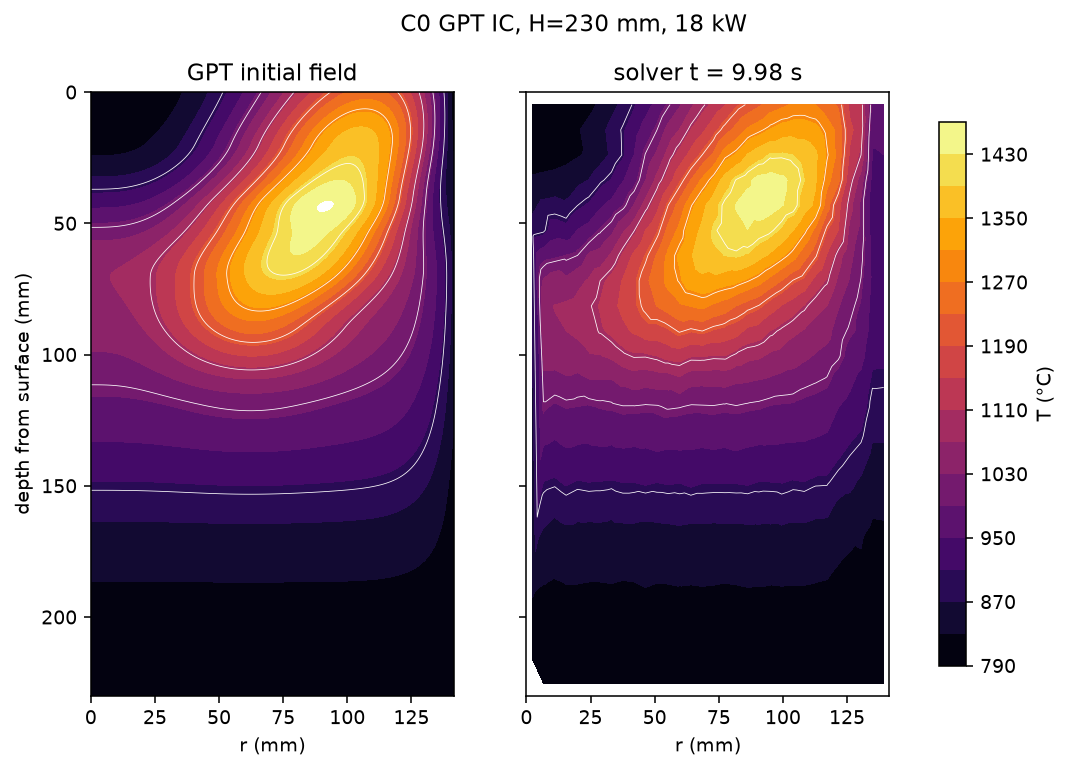 C0 GPT IC, H=230 mm, 18 kW
GPT initial field
solver t = 9.98 s
0
50
100
150
200
depth from surface (mm)
0 25 50 75 100 125
r (mm)
0 25 50 75 100 125
r (mm)
1430
1350
1270
1190
1110
1030
950
870
790
T (°C)